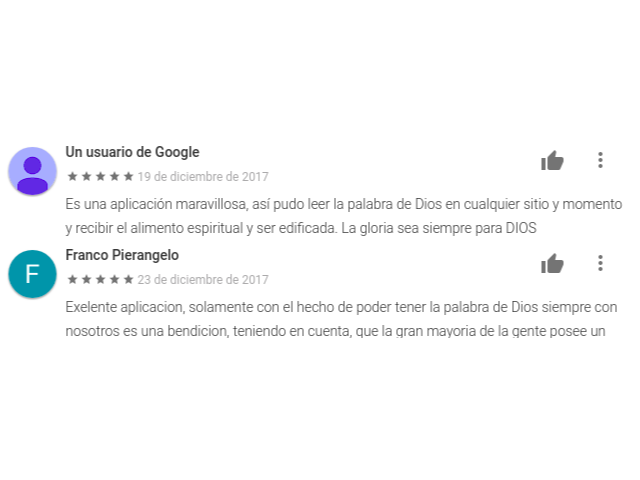 Un usuario de Google
19 de diciembre de 2017
Es una aplicación maravillosa, así pudo leer la palabra de Dios en cualquier sitio y momento
y recibir el alimento espiritual y ser edificada. La gloria sea siempre para DIOS
Franco Pierangelo
F
23 de diciembre de 2017
Exelente aplicacion, solamente con el hecho de poder tener la palabra de Dios siempre con
nosotros es una bendicion, teniendo en cuenta, que la gran mayoria de la gente posee un